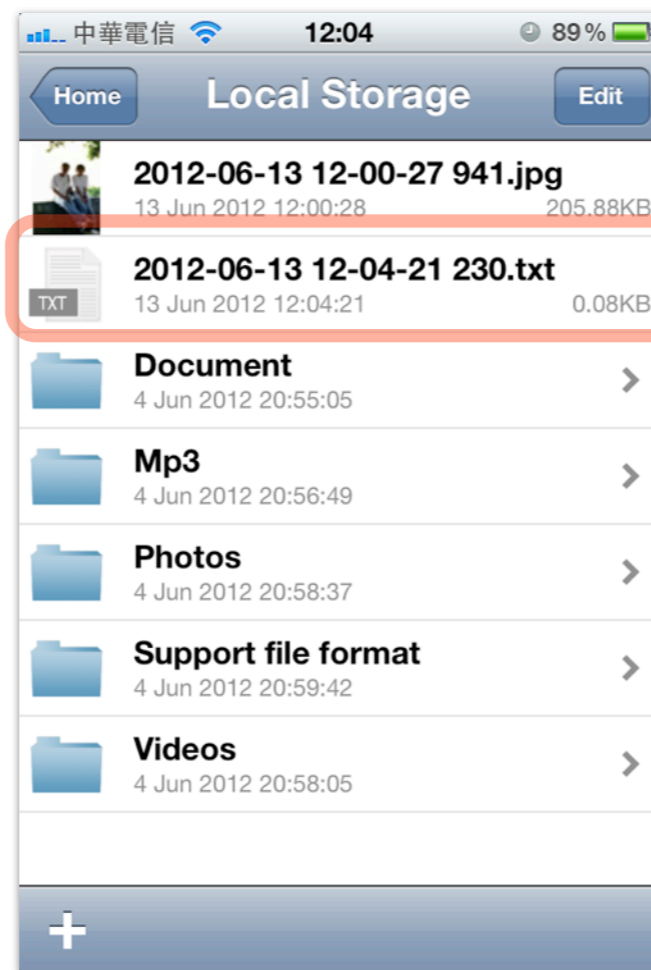 中華電信 12:04 89%
Home Local Storage Edit
2012-06-13 12-00-27 941.jpg
13 Jun 2012 12:00:28 205.88KB
2012-06-13 12-04-21 230.txt
TXT 13 Jun 2012 12:04:21 0.08KB
Document
4 Jun 2012 20:55:05
Mp3
4 Jun 2012 20:56:49
Photos
4 Jun 2012 20:58:37
Support file format
4 Jun 2012 20:59:42
Videos
4 Jun 2012 20:58:05